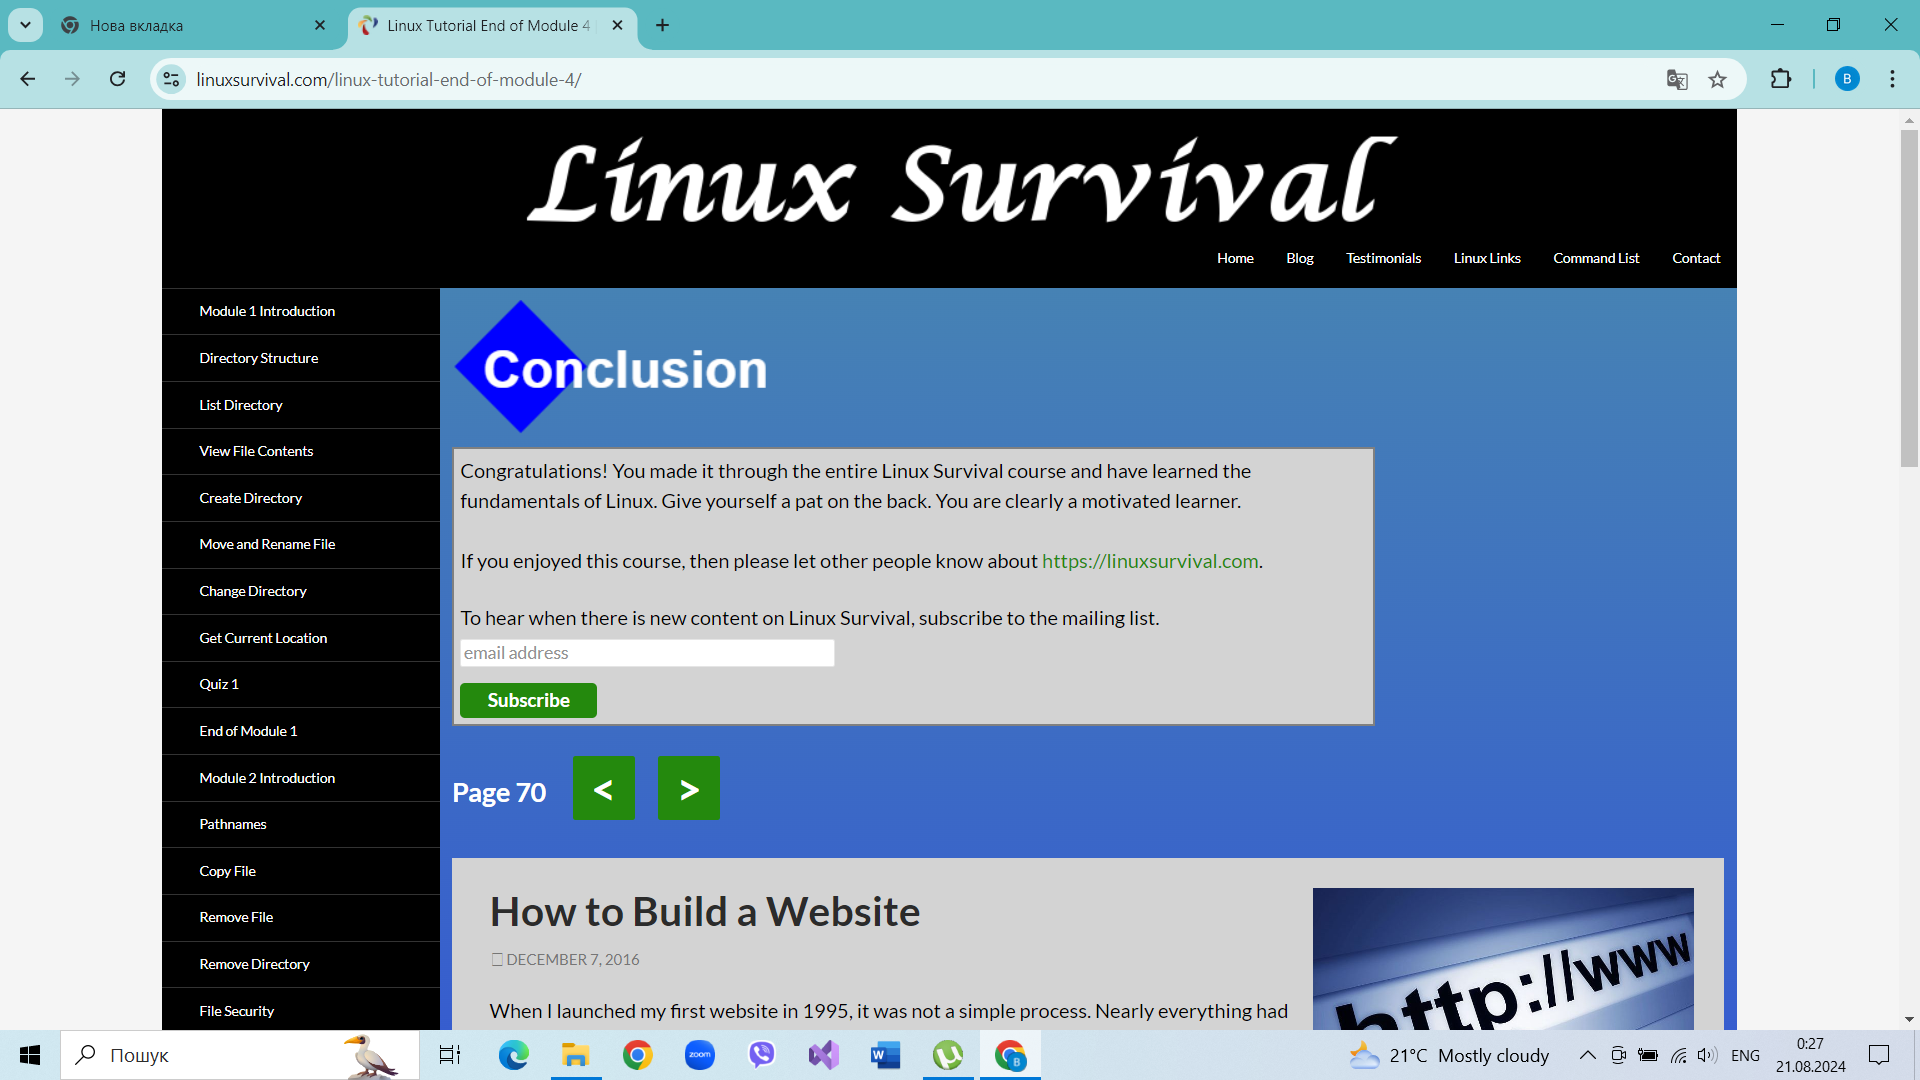 Нова вкладка
Linux Tutorial End of Module 4
linuxsurvival.com/linux-tutorial-end-of-module-4/
B
Linux Survival
Home Blog Testimonials Linux Links Command List Contact
Module 1 Introduction
Directory Structure
List Directory
View File Contents
Create Directory
Move and Rename File
Change Directory
Get Current Location
Quiz 1
End of Module 1
Module 2 Introduction
Pathnames
Copy File
Remove File
Remove Directory
File Security
Conclusion
Congratulations! You made it through the entire Linux Survival course and have learned the
fundamentals of Linux. Give yourself a pat on the back. You are clearly a motivated learner.
If you enjoyed this course, then please let other people know about https://linuxsurvival.com.
To hear when there is new content on Linux Survival, subscribe to the mailing list.
email address
Subscribe
Page 70 < >
How to Build a Website
DECEMBER 7, 2016
When I launched my first website in 1995, it was not a simple process. Nearly everything had
http://www
Пошук
zoom
21°C Mostly cloudy
ENG
0:27
21.08.2024